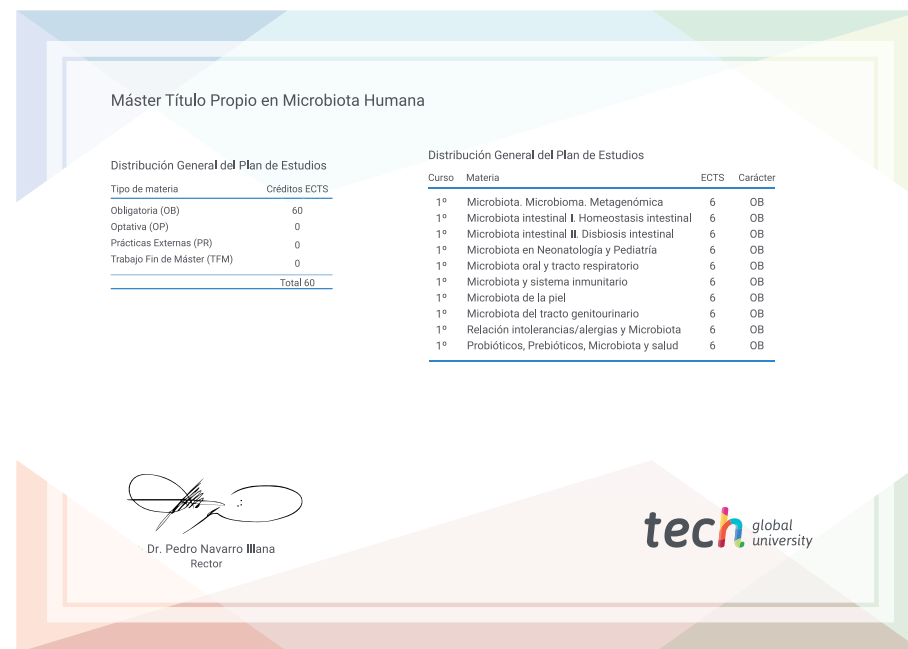 Máster Título Propio en Microbiota Humana
Distribución General del Plan de Estudios
Tipo de materia Créditos ECTS
Obligatoria (OB) 60
Optativa (OP) 0
Prácticas Externas (PR) 0
Trabajo Fin de Máster (TFM) 0
Total 60
Distribución General del Plan de Estudios
Curso Materia ECTS Carácter
1º Microbiota. Microbioma. Metagenómica 6 OB
1º Microbiota intestinal I. Homeostasis intestinal 6 OB
1º Microbiota intestinal II. Disbiosis intestinal 6 OB
1º Microbiota en Neonatología y Pediatría 6 OB
1º Microbiota oral y tracto respiratorio 6 OB
1º Microbiota y sistema inmunitario 6 OB
1º Microbiota de la piel 6 OB
1º Microbiota del tracto genitourinario 6 OB
1º Relación intolerancias/alergias y Microbiota 6 OB
1º Probióticos, Prebióticos, Microbiota y salud 6 OB
Dr. Pedro Navarro Illana
Rector
tech global
university